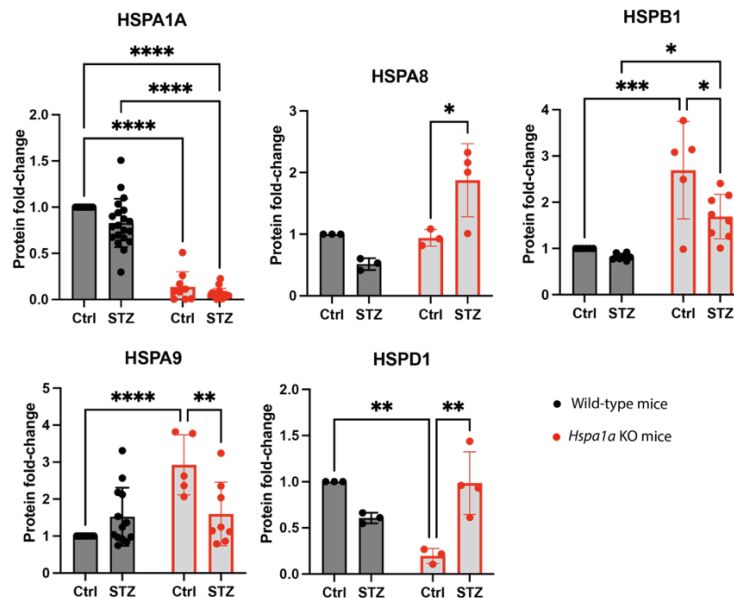 HSPA1A
****
****
****
Protein fold-change
2.0
1.5
1.0
0.5
0.0
Ctrl STZ Ctrl STZ
HSPA8
*
Protein fold-change
3
2
1
0
Ctrl STZ Ctrl STZ
HSPB1
*
*** *
Protein fold-change
4
3
2
1
0
Ctrl STZ Ctrl STZ
HSPA9
**** **
Protein fold-change
5
4
3
2
1
0
Ctrl STZ Ctrl STZ
HSPD1
** **
Protein fold-change
2.0
1.5
1.0
0.5
0.0
Ctrl STZ Ctrl STZ
Wild-type mice
Hspa1a KO mice